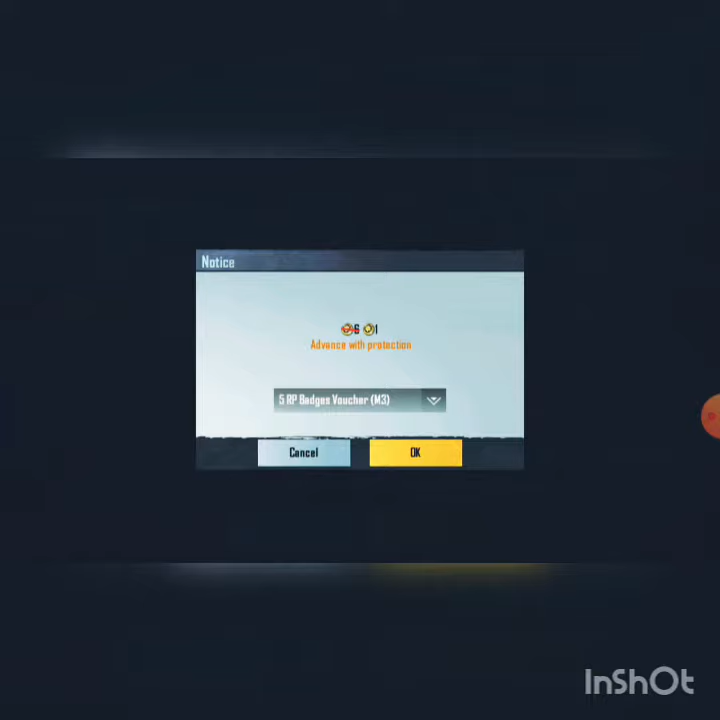 Notice
6 1
Advance with protection
5 RP Badges Voucher (M3)
Cancel
OK
InShOt